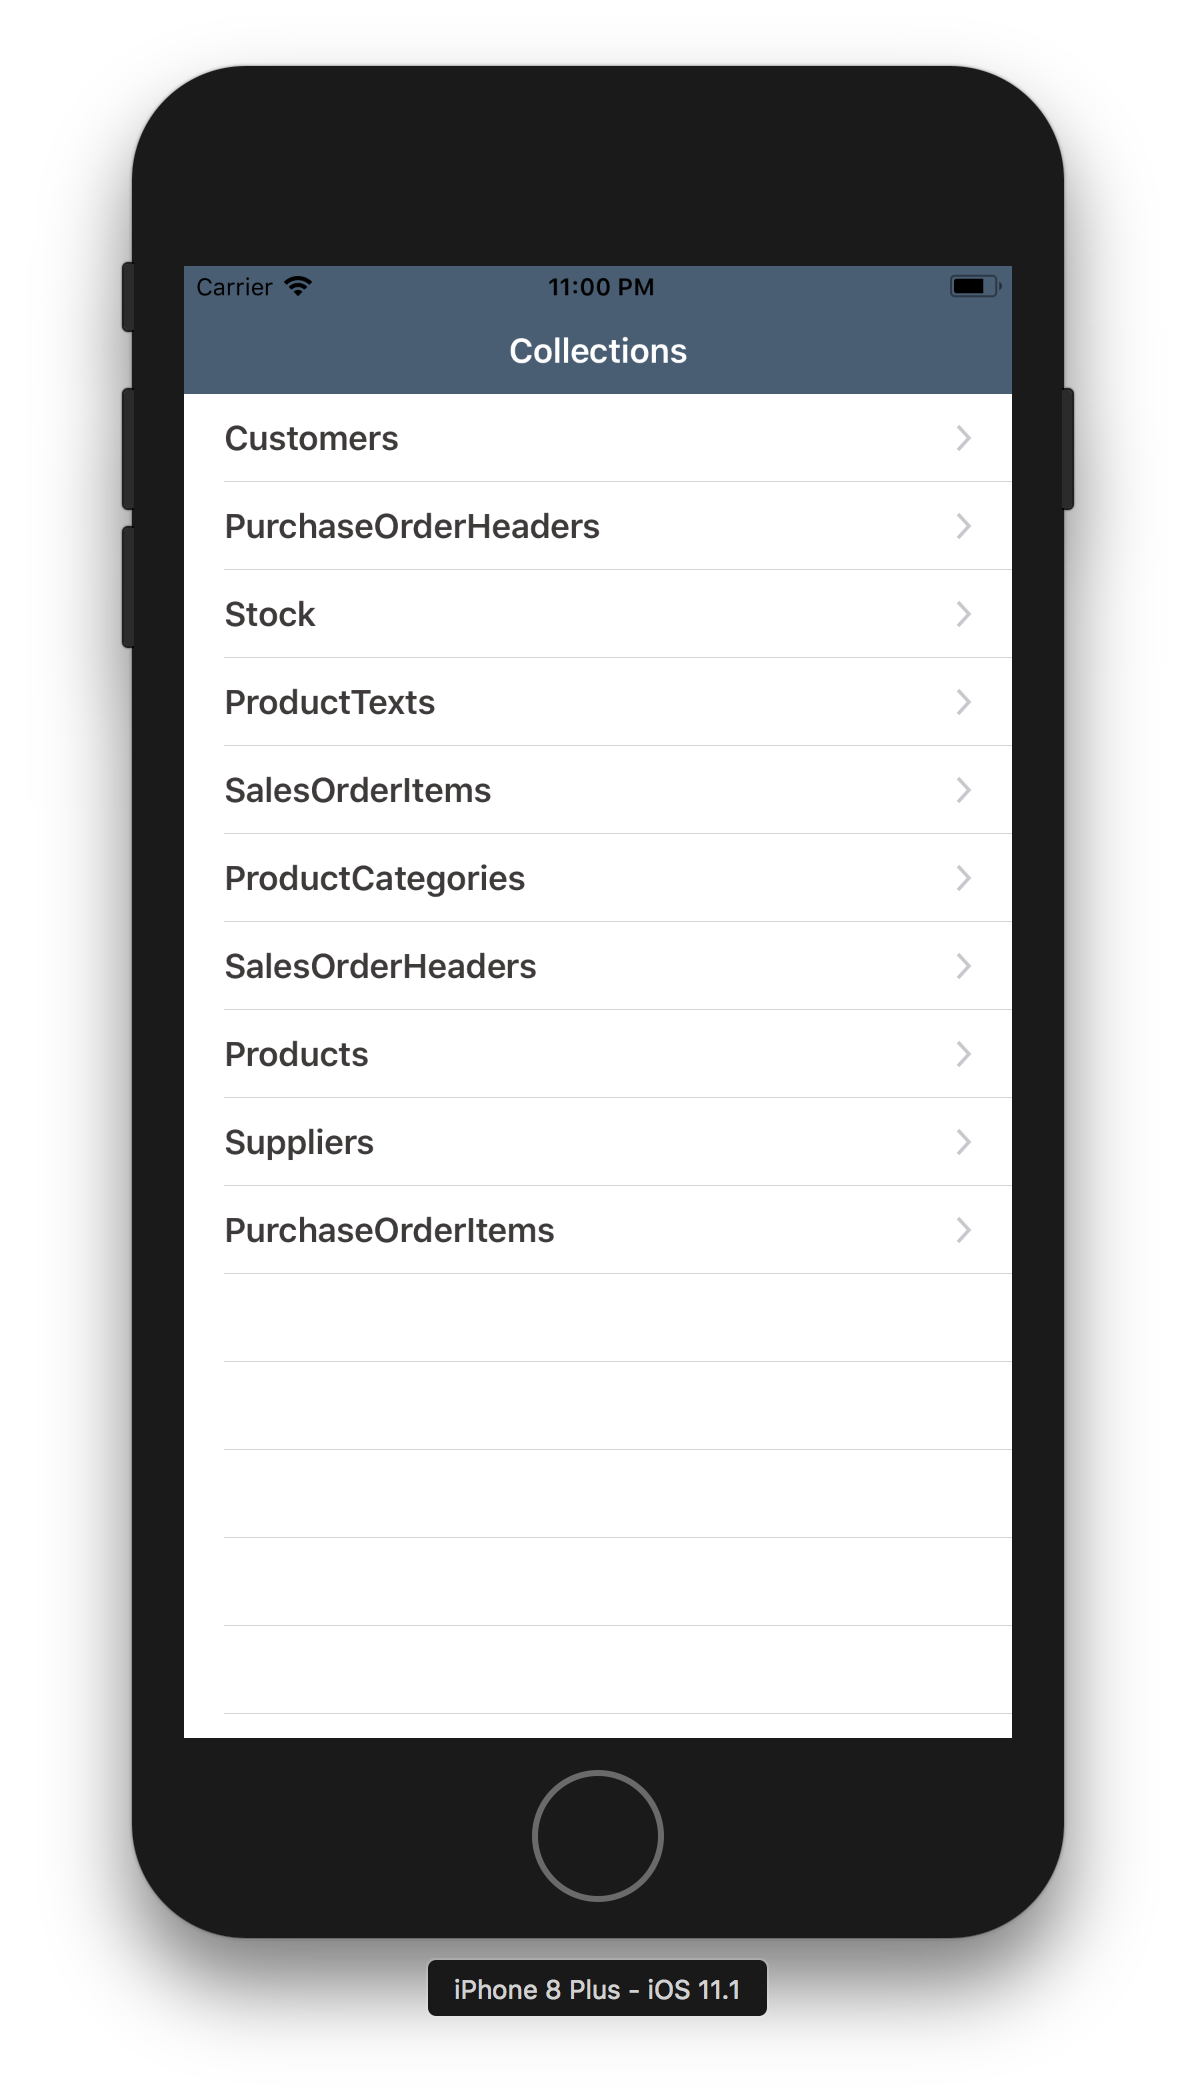 Carrier 11:00 PM
Collections
Customers
PurchaseOrderHeaders
Stock
ProductTexts
SalesOrderItems
ProductCategories
SalesOrderHeaders
Products
Suppliers
PurchaseOrderItems
iPhone 8 Plus - iOS 11.1